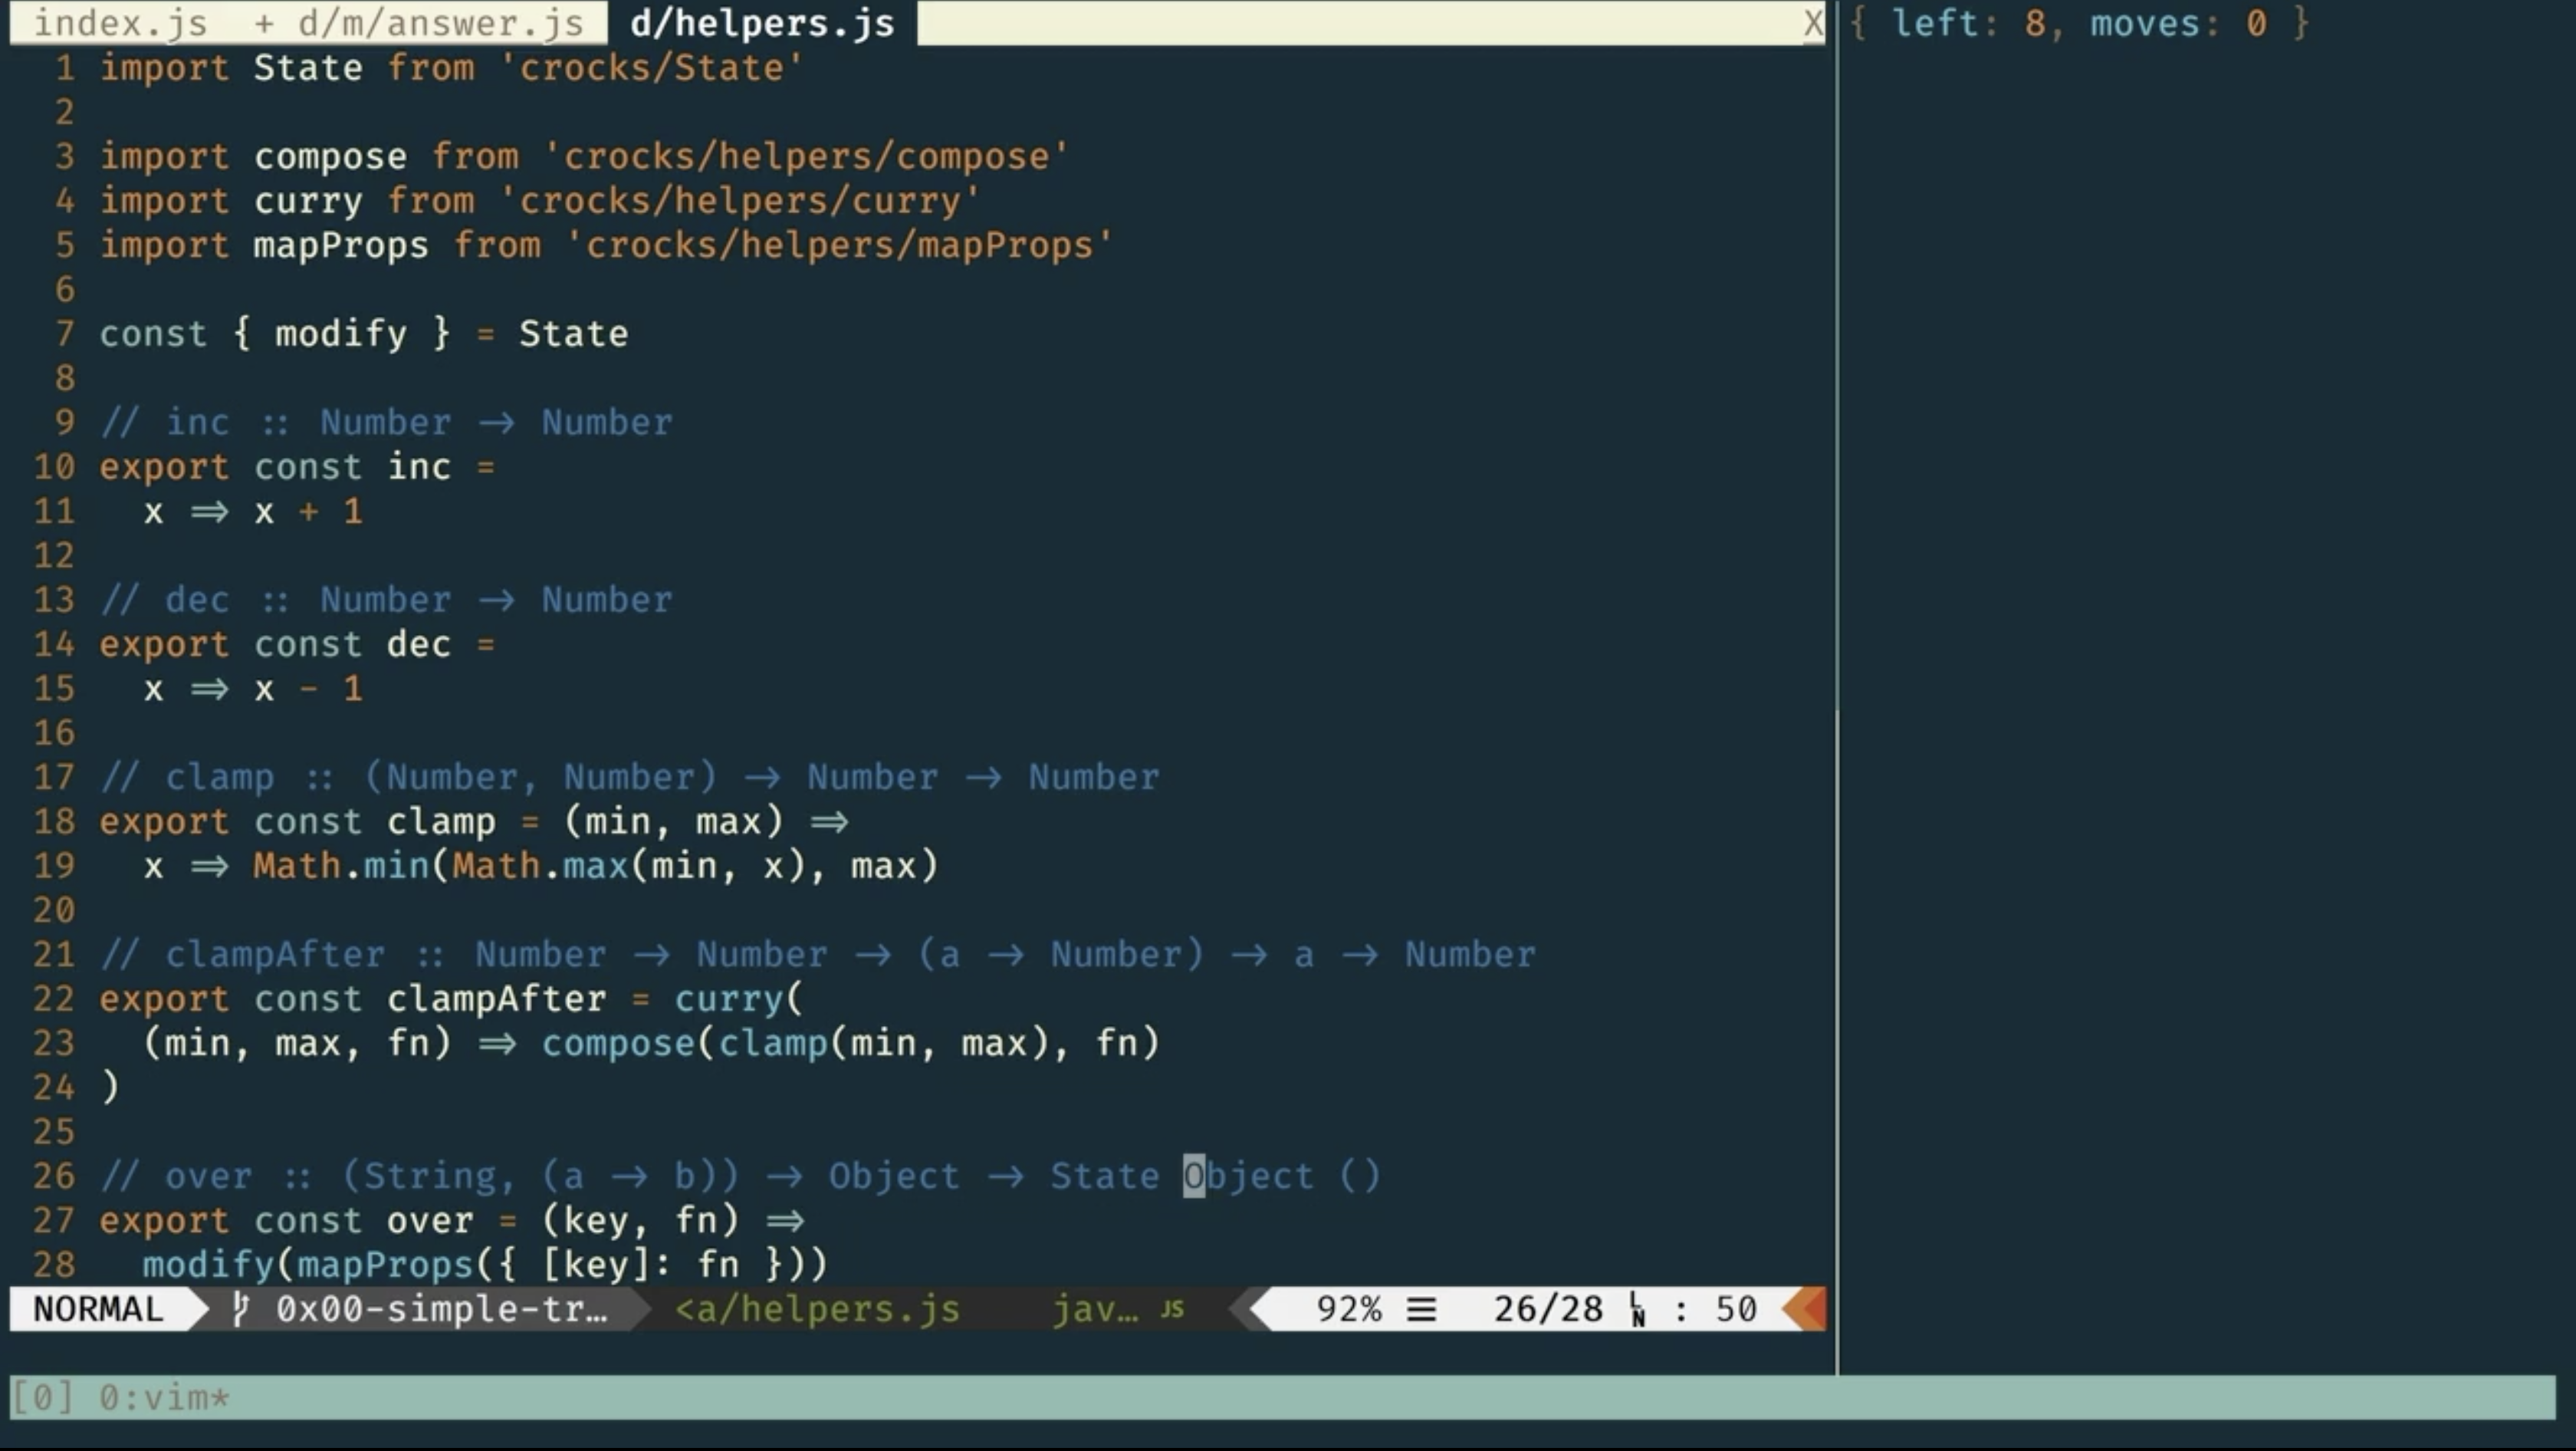 index.js + d/m/answer.js d/helpers.js X
1 import State from 'crocks/State'
2
3 import compose from 'crocks/helpers/compose'
4 import curry from 'crocks/helpers/curry'
5 import mapProps from 'crocks/helpers/mapProps'
6
7 const { modify } = State
8
9 // inc :: Number → Number
10 export const inc =
11   x ⇒ x + 1
12
13 // dec :: Number → Number
14 export const dec =
15   x ⇒ x - 1
16
17 // clamp :: (Number, Number) → Number → Number
18 export const clamp = (min, max) ⇒
19   x ⇒ Math.min(Math.max(min, x), max)
20
21 // clampAfter :: Number → Number → (a → Number) → a → Number
22 export const clampAfter = curry(
23   (min, max, fn) ⇒ compose(clamp(min, max), fn)
24 )
25
26 // over :: (String, (a → b)) → Object → State Object ()
27 export const over = (key, fn) ⇒
28   modify(mapProps({ [key]: fn }))
NORMAL 0x00-simple-tr… <a/helpers.js jav… JS 92% ☰ 26/28 LN : 50
[0] 0:vim*
{ left: 8, moves: 0 }